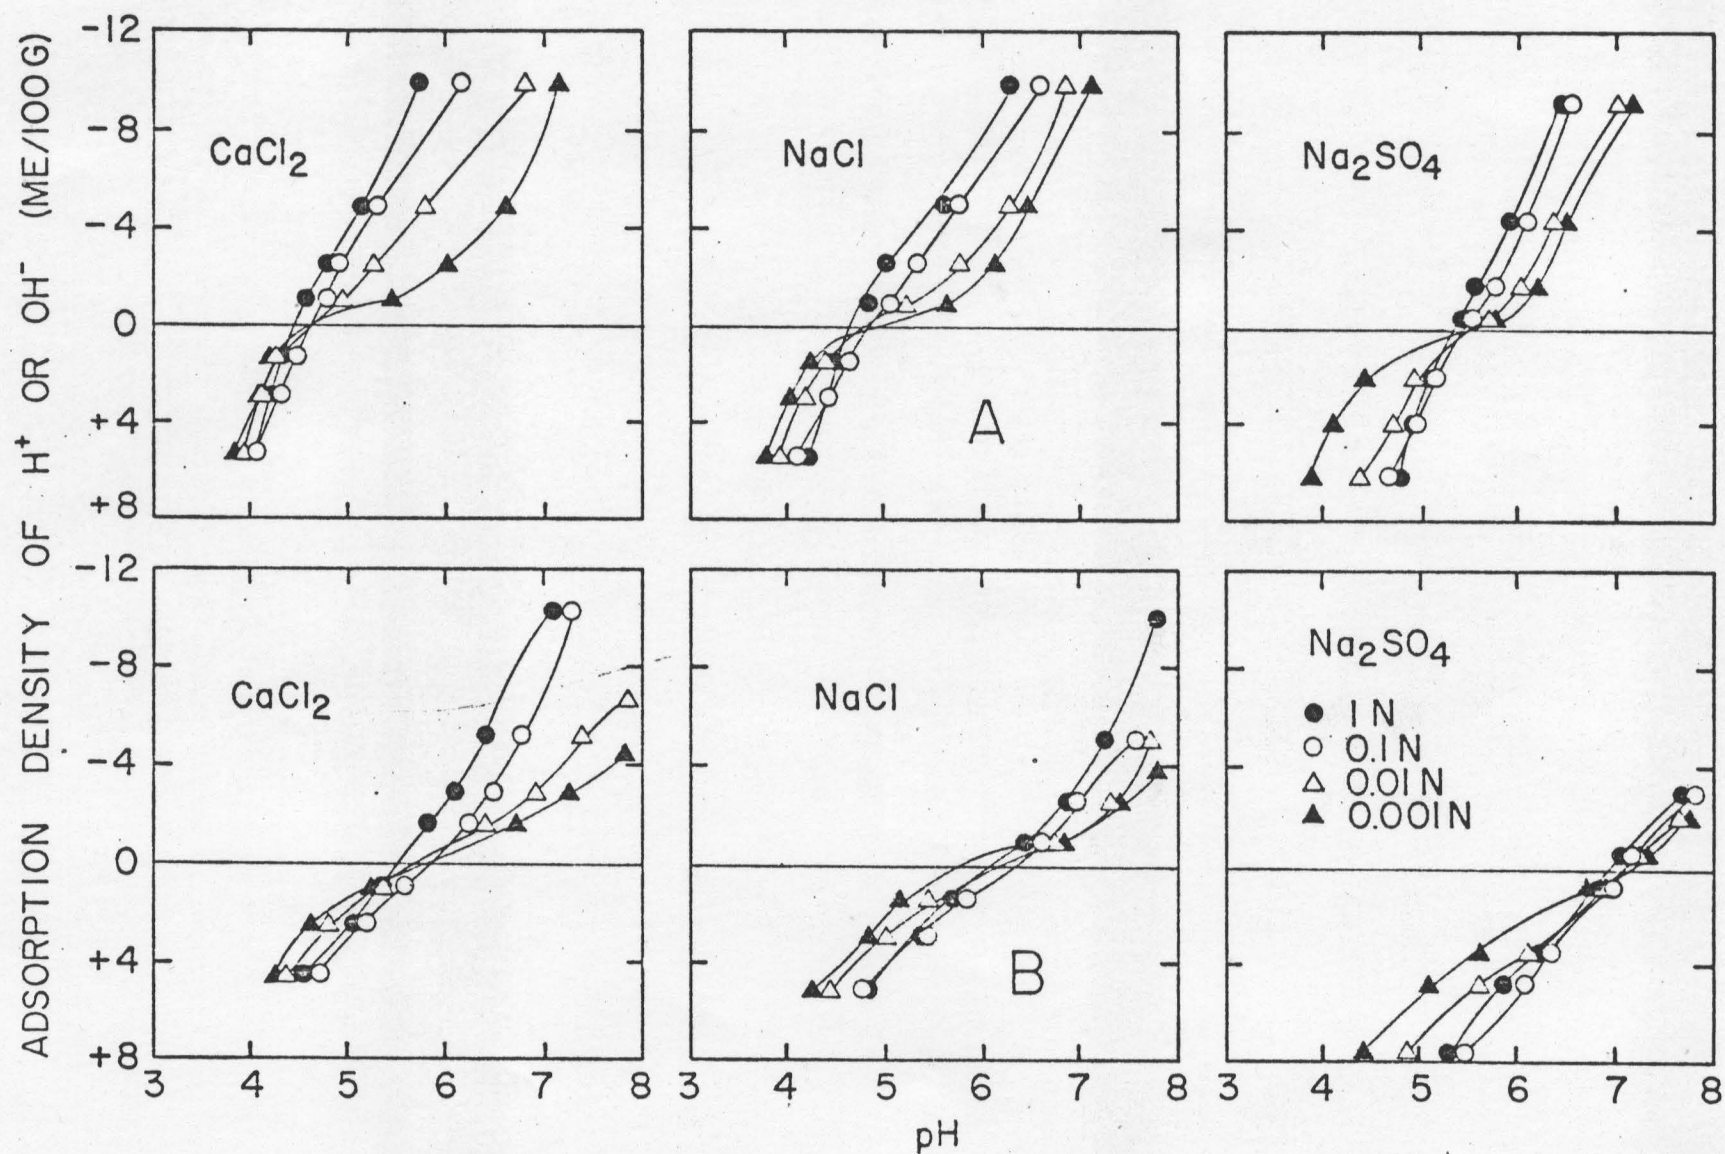 ADSORPTION DENSITY OF H⁺ OR OH⁻ (ME/100G)
-12
-8
-4
0
+4
+8
CaCl₂
NaCl
A
Na₂SO₄
-12
-8
-4
0
+4
+8
CaCl₂
NaCl
B
Na₂SO₄
● 1 N
○ 0.1 N
△ 0.01 N
▲ 0.001 N
3 4 5 6 7 8
3 4 5 6 7 8
3 4 5 6 7 8
pH